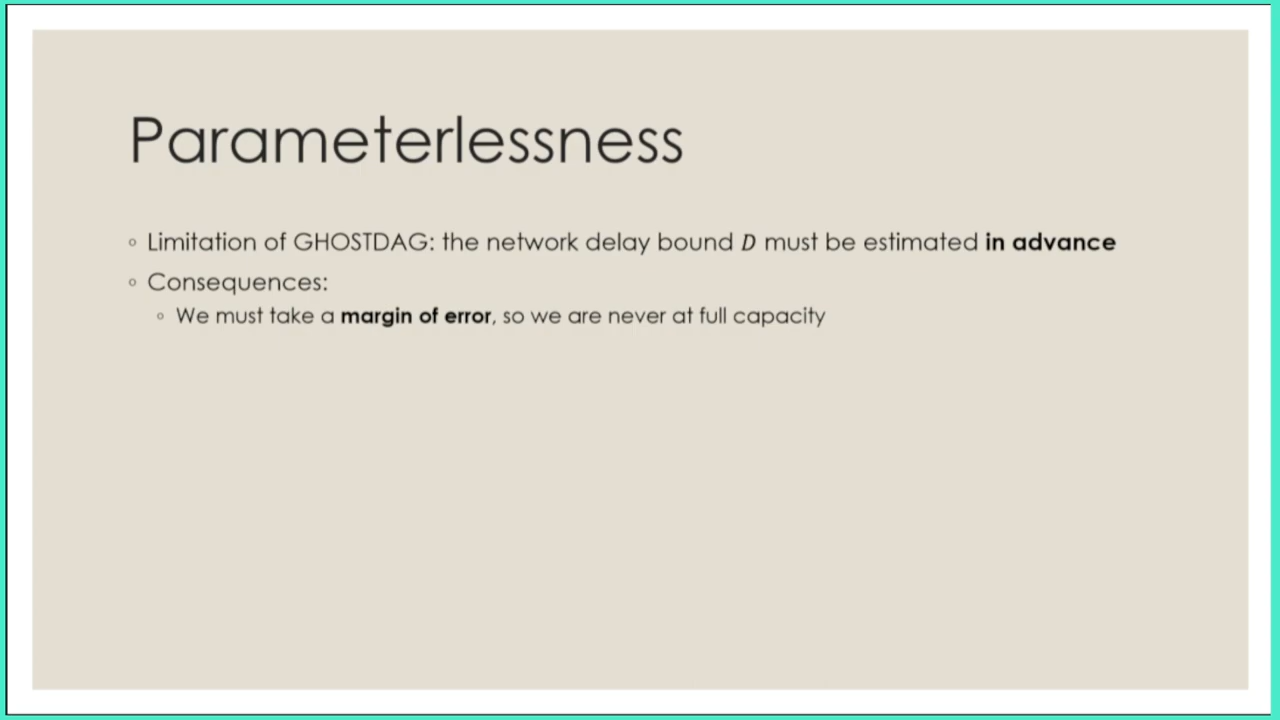 Parameterlessness
◦ Limitation of GHOSTDAG: the network delay bound D must be estimated in advance
◦ Consequences:
◦ We must take a margin of error, so we are never at full capacity